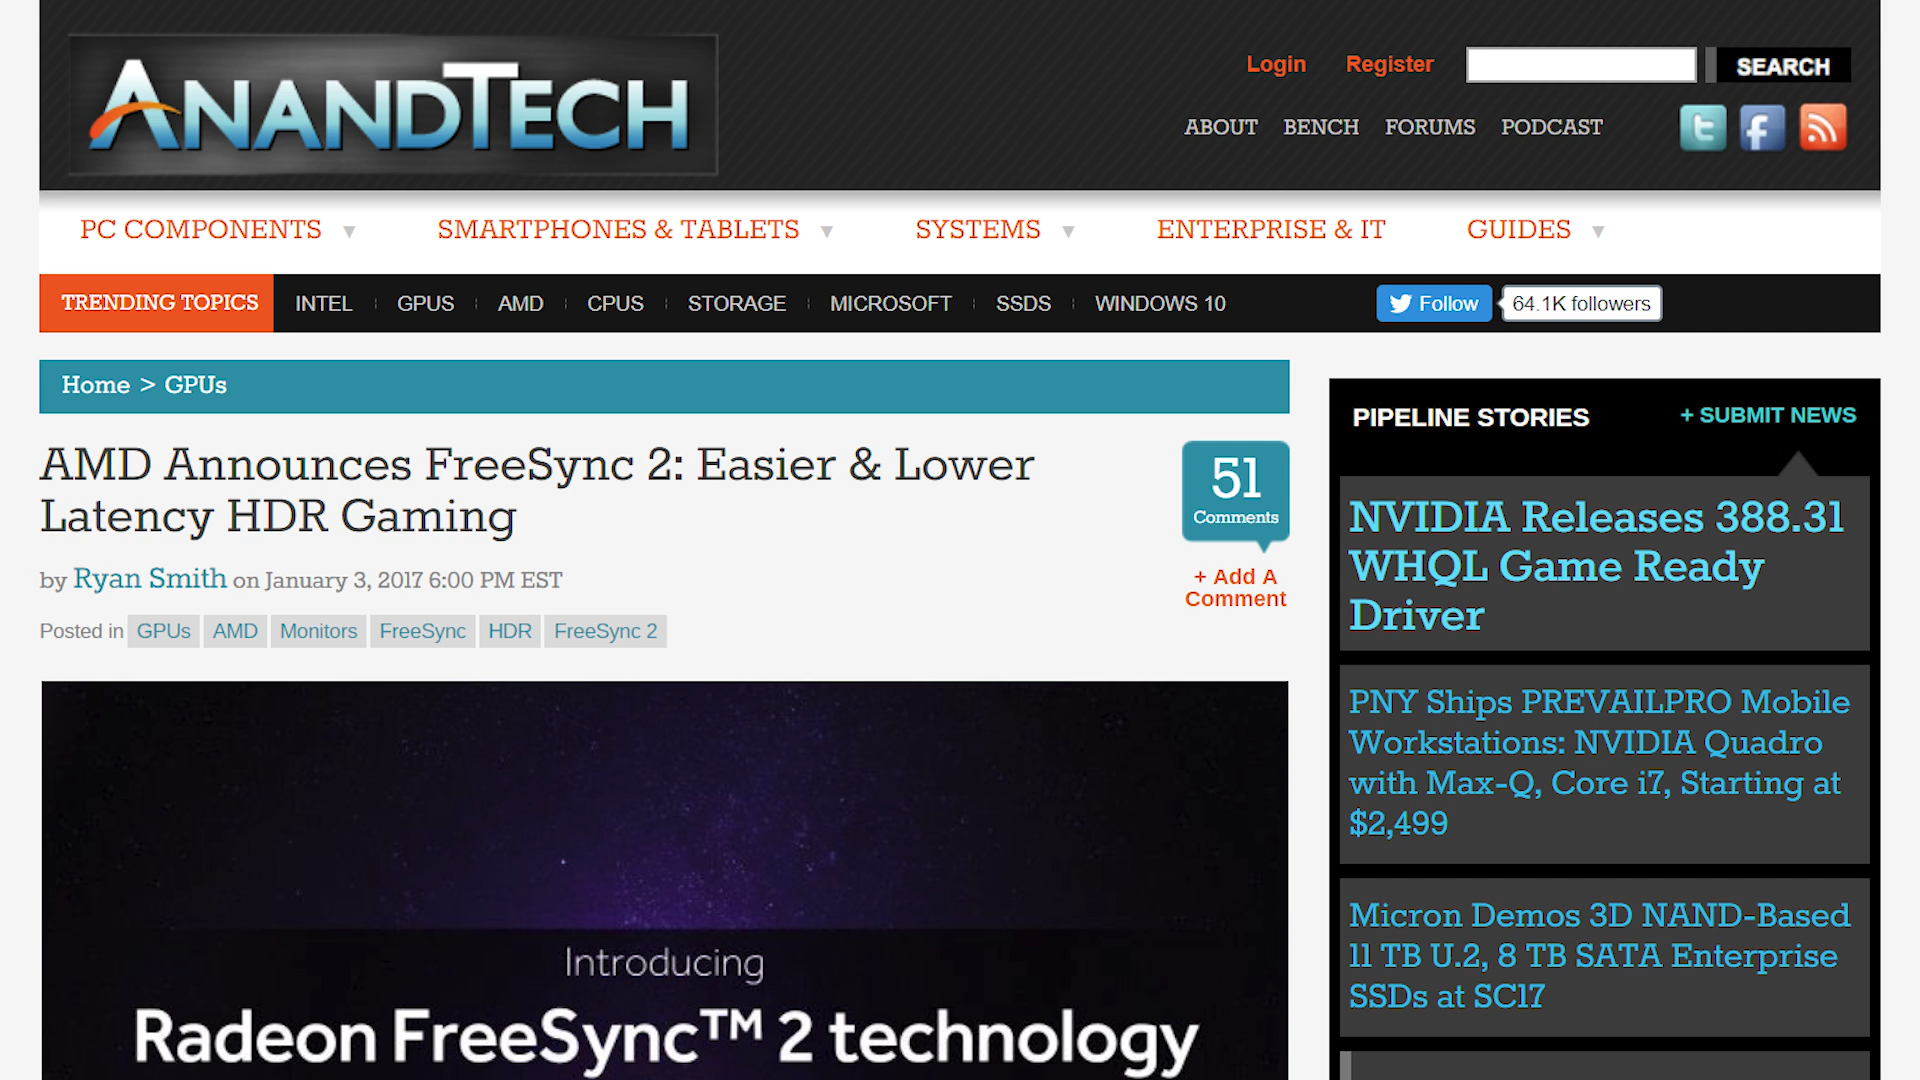 ANANDTECH
Login Register SEARCH
ABOUT BENCH FORUMS PODCAST
PC COMPONENTS SMARTPHONES & TABLETS SYSTEMS ENTERPRISE & IT GUIDES
TRENDING TOPICS INTEL GPUS AMD CPUS STORAGE MICROSOFT SSDS WINDOWS 10 Follow 64.1K followers
Home > GPUs
AMD Announces FreeSync 2: Easier & Lower
Latency HDR Gaming
51
Comments
+ Add A
Comment
by Ryan Smith on January 3, 2017 6:00 PM EST
Posted in GPUs AMD Monitors FreeSync HDR FreeSync 2
Introducing
Radeon FreeSync™ 2 technology
PIPELINE STORIES + SUBMIT NEWS
NVIDIA Releases 388.31
WHQL Game Ready
Driver
PNY Ships PREVAILPRO Mobile
Workstations: NVIDIA Quadro
with Max-Q, Core i7, Starting at
$2,499
Micron Demos 3D NAND-Based
11 TB U.2, 8 TB SATA Enterprise
SSDs at SC17